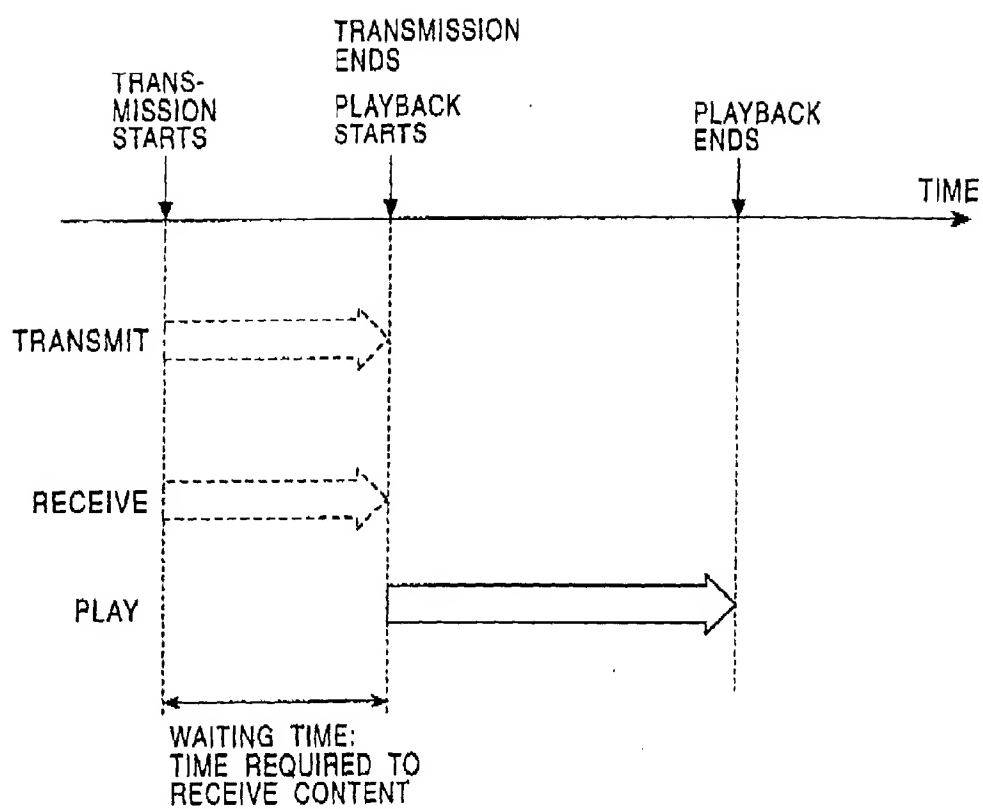 TRANS-
MISSION
STARTS
TRANSMISSION
ENDS
PLAYBACK
STARTS
PLAYBACK
ENDS
TIME
TRANSMIT
RECEIVE
PLAY
WAITING TIME:
TIME REQUIRED TO
RECEIVE CONTENT